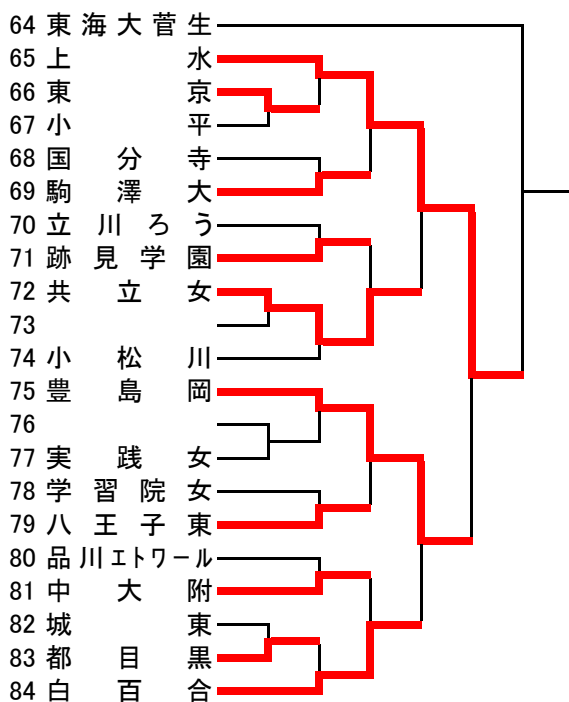 64 東海大菅生
65 上水
66 東京
67 小平
68 国分寺
69 駒澤大
70 立川ろう
71 跡見学園
72 共立女
73
74 小松川
75 豊島岡
76
77 実践女
78 学習院女
79 八王子東
80 品川エトワール
81 中大附
82 城東
83 都目黒
84 白百合